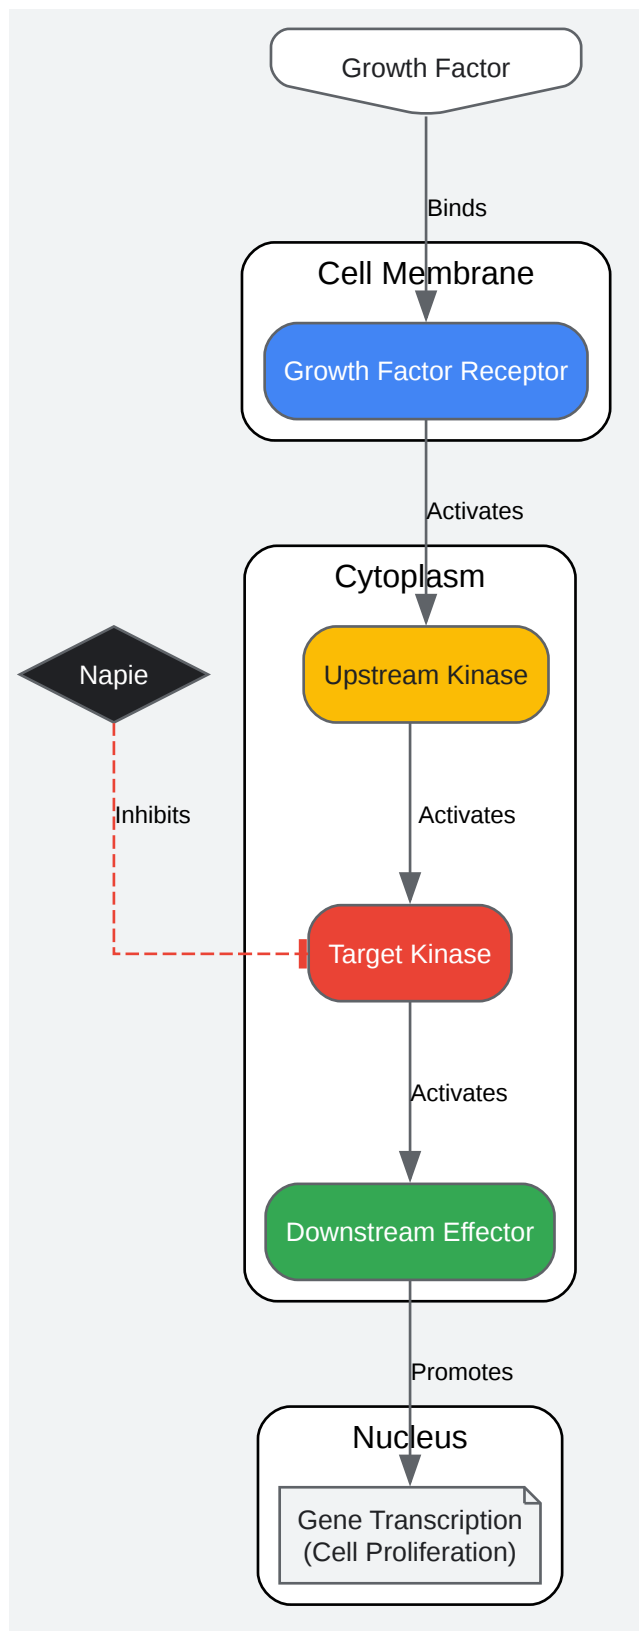 Growth Factor
Binds
Cell Membrane
Growth Factor Receptor
Activates
Cytoplasm
Napie
Upstream Kinase
Inhibits
Activates
Target Kinase
Activates
Downstream Effector
Promotes
Nucleus
Gene Transcription
(Cell Proliferation)